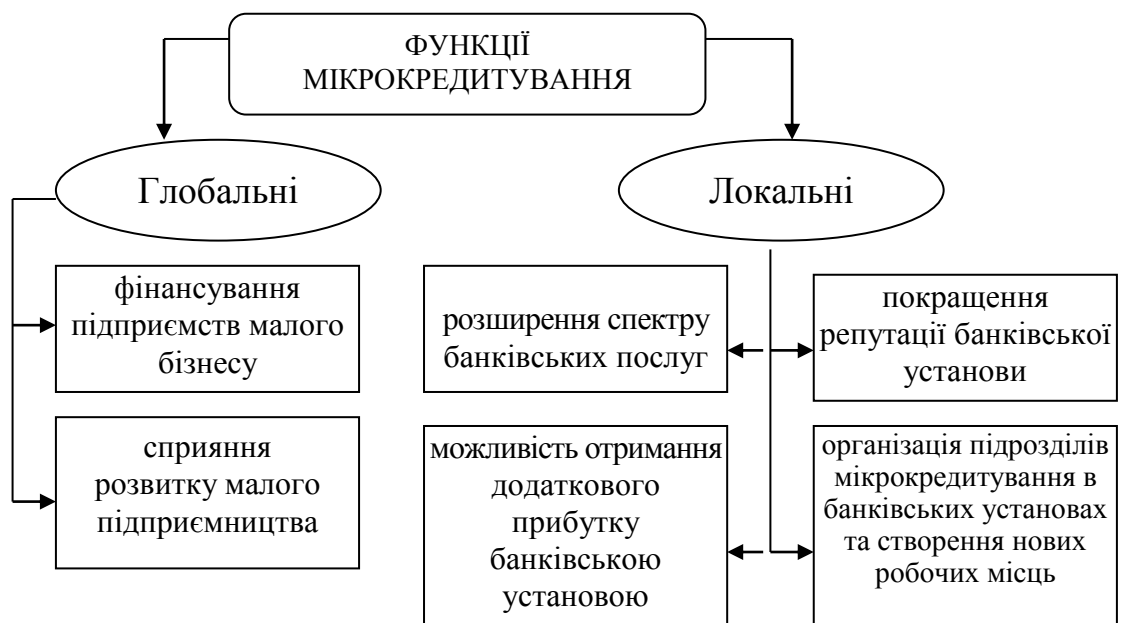 ФУНКЦІЇ
МІКРОКРЕДИТУВАННЯ
Глобальні
Локальні
фінансування
підприємств малого
бізнесу
розширення спектру
банківських послуг
покращення
репутації банківської
установи
сприяння
розвитку малого
підприємництва
можливість отримання
додаткового
прибутку
банківською
установою
організація підрозділів
мікрокредитування в
банківських установах
та створення нових
робочих місць